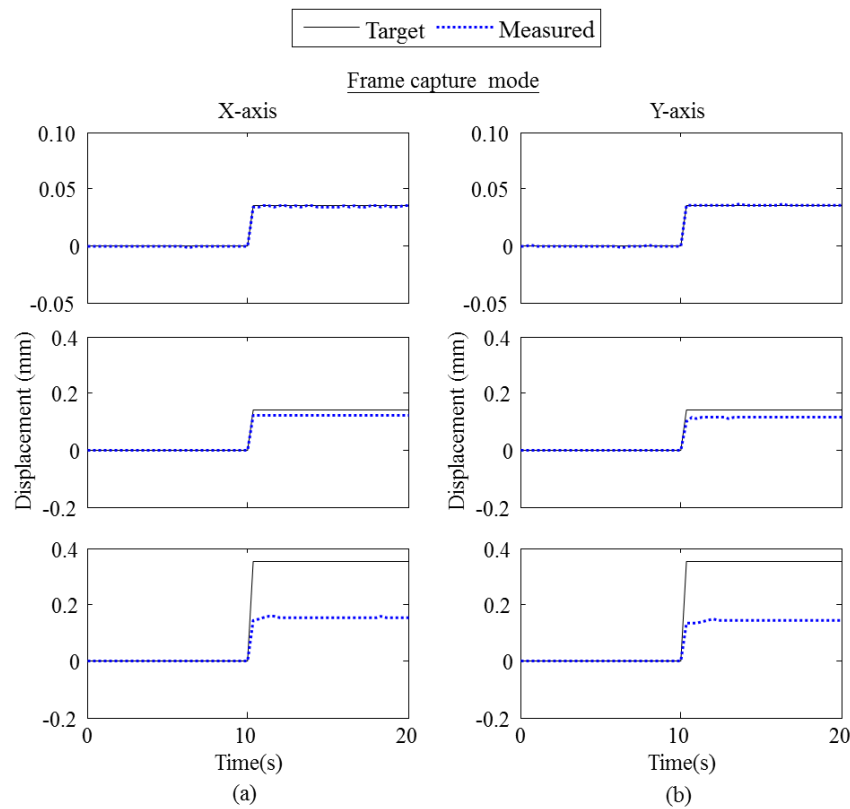 Target Measured
Frame capture mode
X-axis Y-axis
0.10 0.10
0.05 0.05
0 0
-0.05 -0.05
0.4 0.4
0.2 0.2
0 0
-0.2 -0.2
Displacement (mm) Displacement (mm)
0.4 0.4
0.2 0.2
0 0
-0.2 -0.2
0 10 20 0 10 20
Time(s) Time(s)
(a) (b)